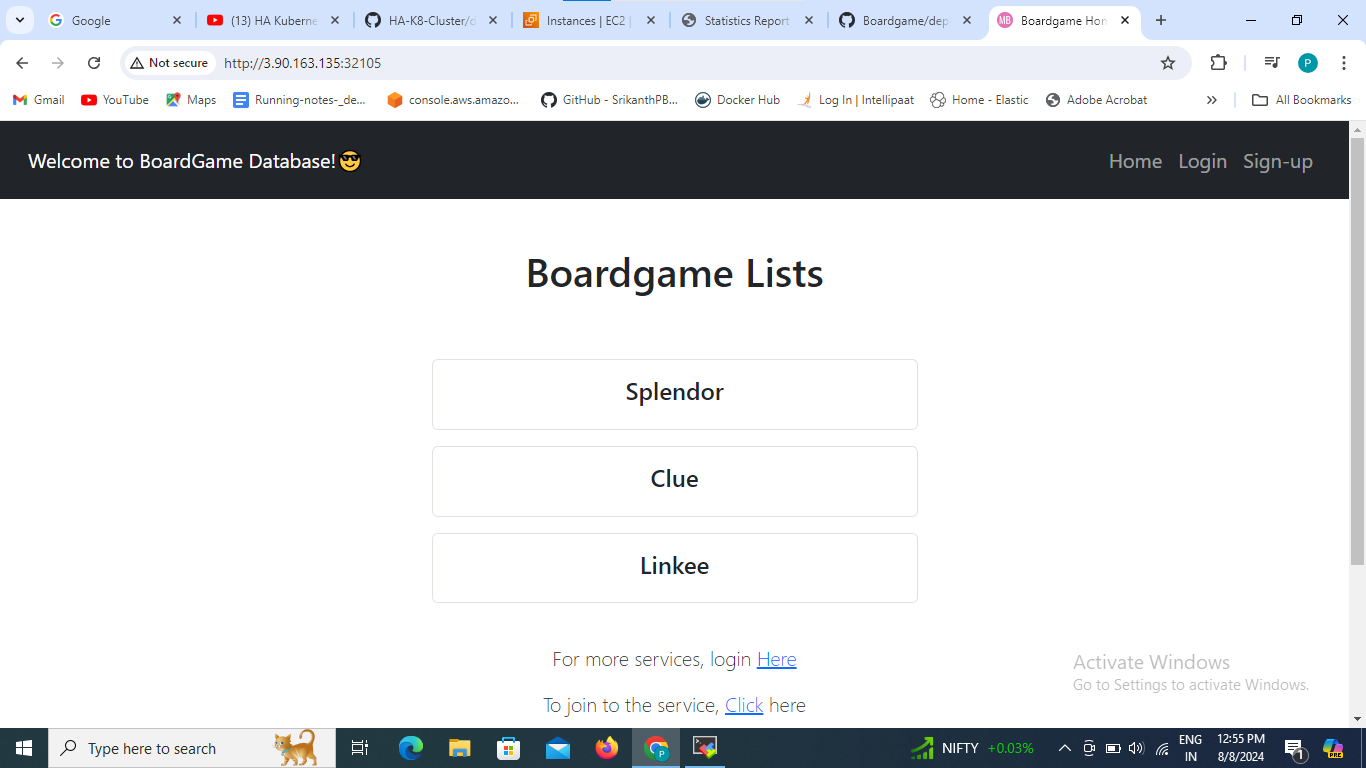 Google
(13) HA Kuberne
HA-K8-Cluster/
Instances | EC2 |
Statistics Report
Boardgame/dep
MB
Boardgame Hon
Not secure
http://3.90.163.135:32105
P
Gmail
YouTube
Maps
Running-notes-_de...
console.aws.amazo...
GitHub - SrikanthPB...
Docker Hub
Log In | Intellipaat
Home - Elastic
Adobe Acrobat
All Bookmarks
Welcome to BoardGame Database!😎
Home Login Sign-up
Boardgame Lists
Splendor
Clue
Linkee
For more services, login Here
To join to the service, Click here
Activate Windows
Go to Settings to activate Windows.
Type here to search
P
NIFTY +0.03%
ENG
IN
12:55 PM
8/8/2024
1
PRE